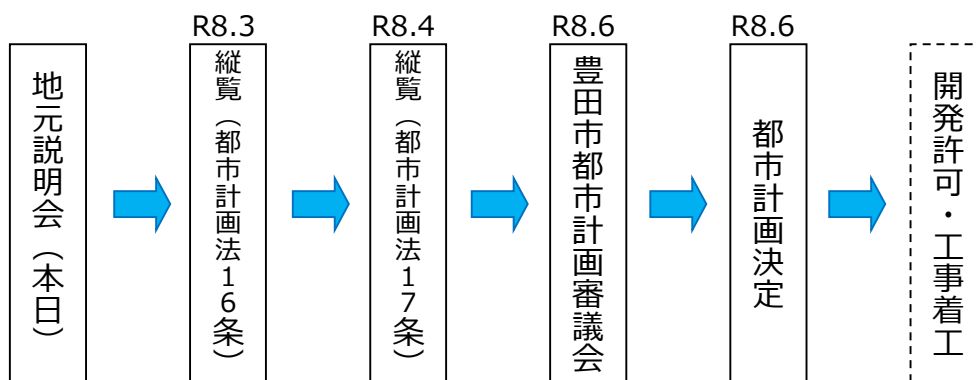 地元説明会（本日）
R8.3
縦覧（都市計画法16条）
R8.4
縦覧（都市計画法17条）
R8.6
豊田市都市計画審議会
R8.6
都市計画決定
開発許可・工事着工